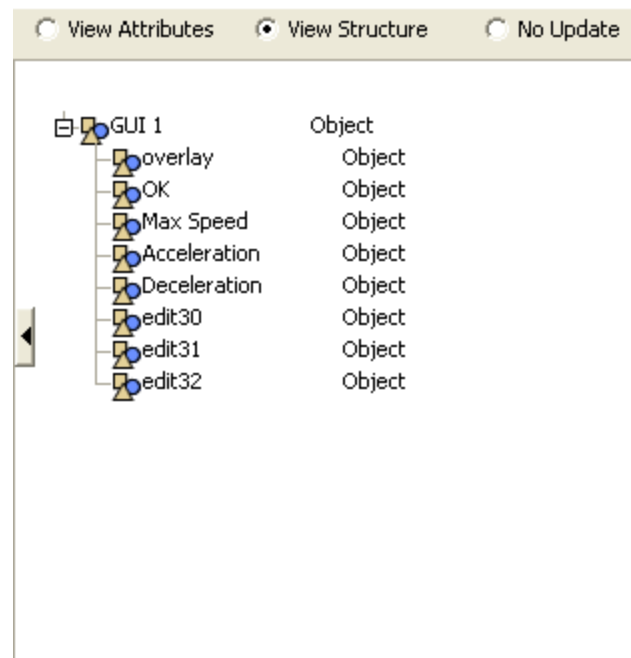 View Attributes View Structure No Update
GUI 1 Object
overlay Object
OK Object
Max Speed Object
Acceleration Object
Deceleration Object
edit30 Object
edit31 Object
edit32 Object